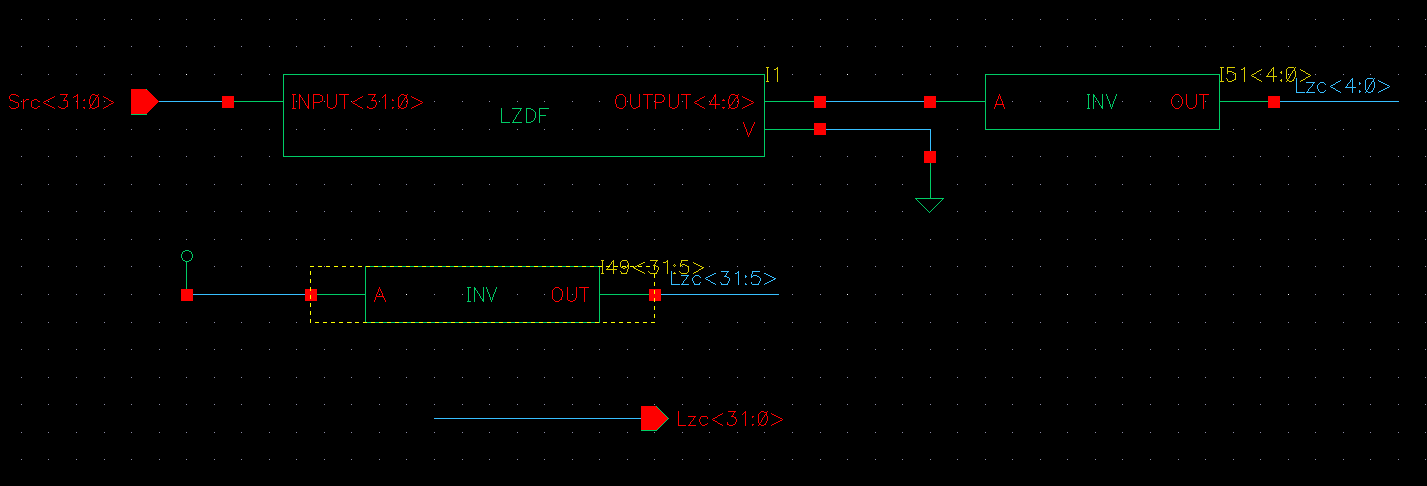 I1
I51<4:0>
Lzc<4:0>
Src<31:0>
INPUT<31:0>
LZDF
OUTPUT<4:0>
V
A
INV
OUT
I49<31:5>
Lzc<31:5>
A
INV
OUT
Lzc<31:0>